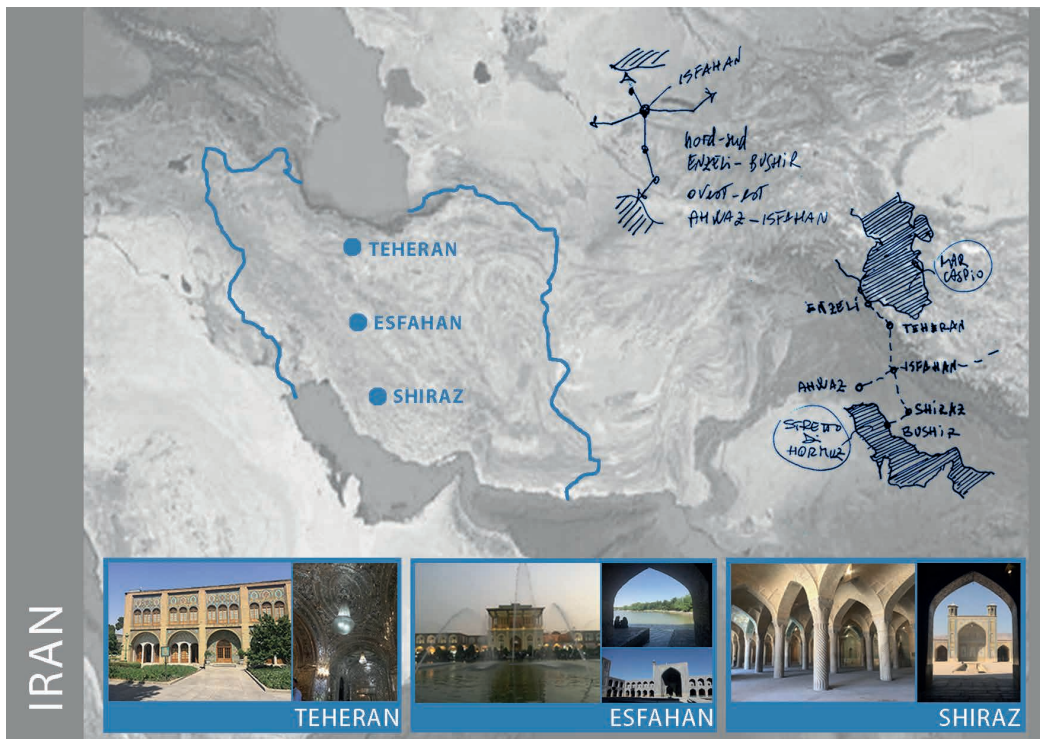 IRAN
ISFAHAN
nord-sud
ENZELI-BUSHIR
OVEST-EST
AHWAZ-ISFAHAN
MAR
CASPIO
ENZELI
TEHERAN
ISFAHAN
AHWAZ
SHIRAZ
BUSHIR
STRETTO
DI
HORMUZ
TEHERAN
ESFAHAN
SHIRAZ
TEHERAN
ESFAHAN
SHIRAZ